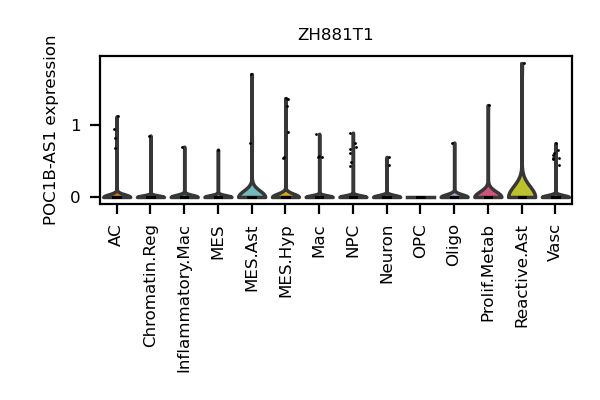 ZH881T1
POC1B-AS1 expression
1
0
AC
Chromatin.Reg
Inflammatory.Mac
MES
MES.Ast
MES.Hyp
Mac
NPC
Neuron
OPC
Oligo
Prolif.Metab
Reactive.Ast
Vasc